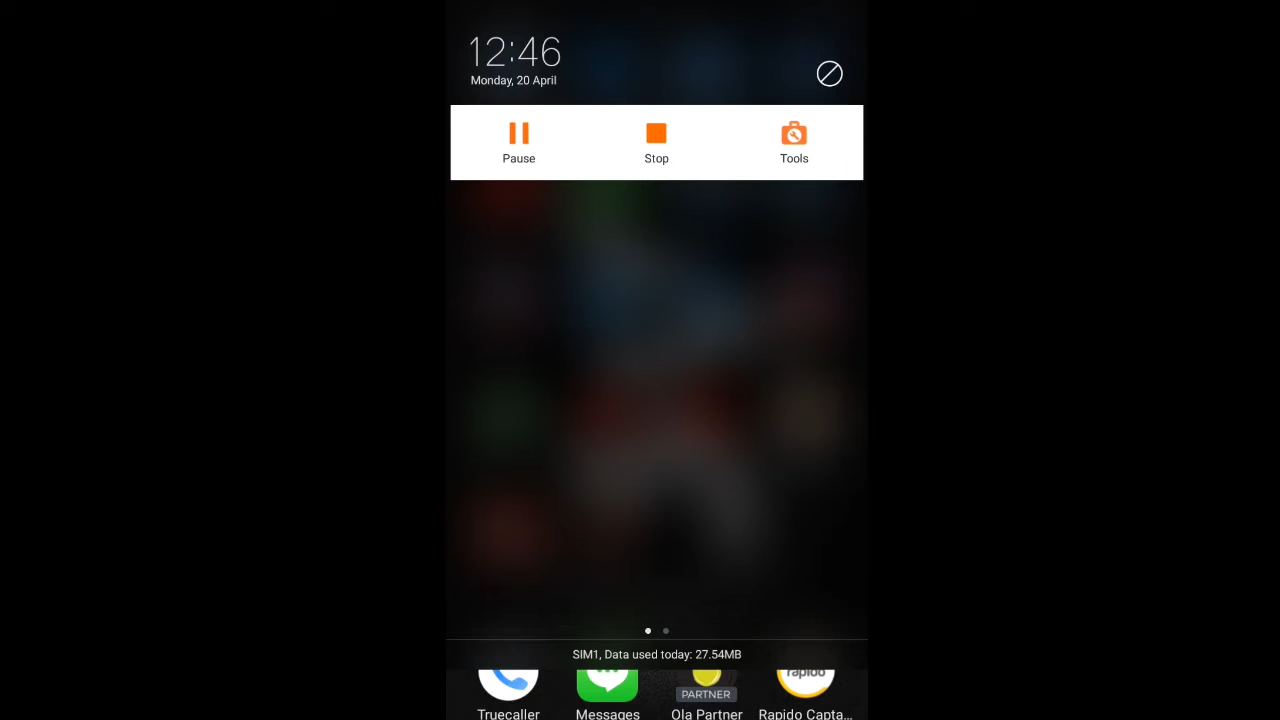 12:46
Monday, 20 April
Pause Stop Tools
SIM1, Data used today: 27.54MB
rapido
PARTNER
Truecaller Messages Ola Partner Rapido Capta...